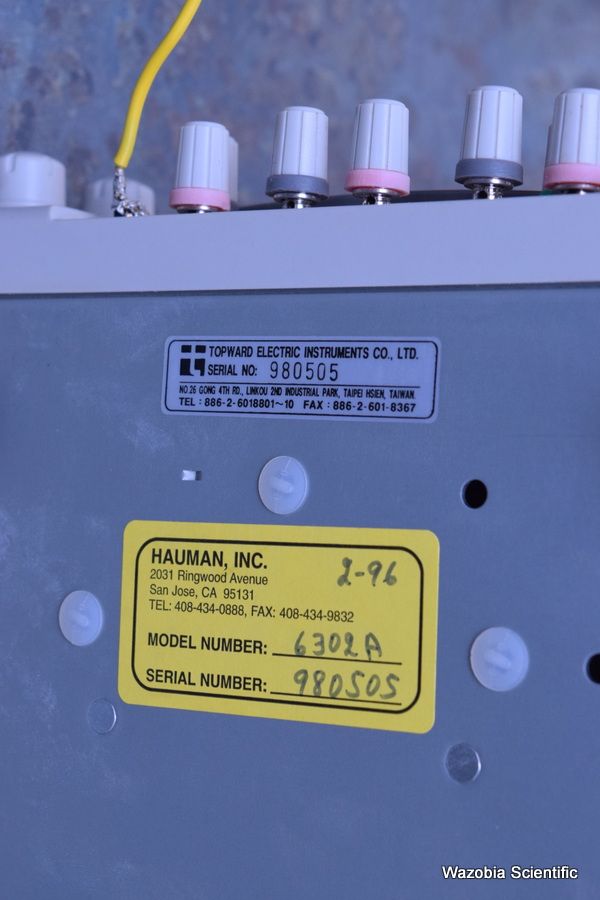 TOPWARD ELECTRIC INSTRUMENTS CO., LTD.
SERIAL NO: 980505
NO.26 GONG 4TH RD., LINKOU 2ND INDUSTRIAL PARK, TAIPEI HSIEN, TAIWAN.
TEL : 886-2-6018801~10 FAX : 886-2-601-8367
HAUMAN, INC. 2-96
2031 Ringwood Avenue
San Jose, CA 95131
TEL: 408-434-0888, FAX: 408-434-9832
MODEL NUMBER: 6302A
SERIAL NUMBER: 980505
Wazobia Scientific